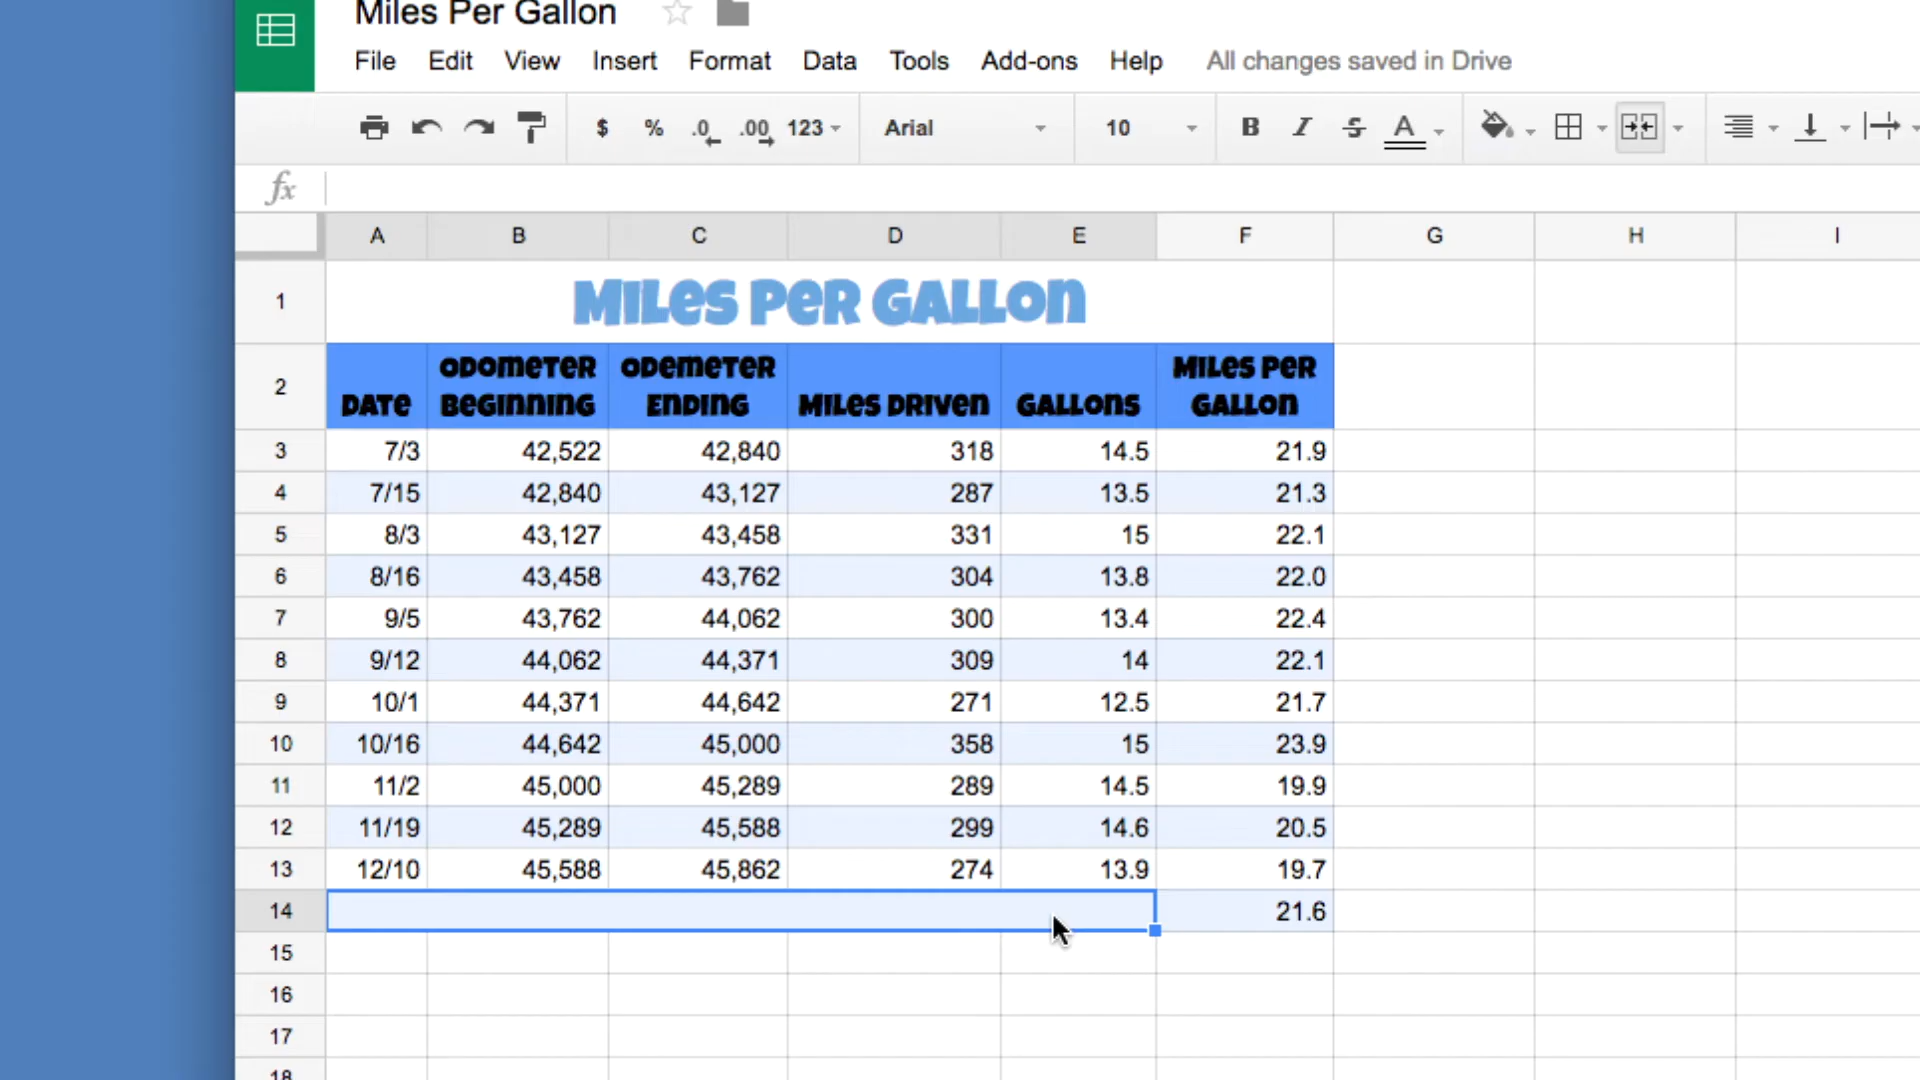 Miles Per Gallon
File Edit View Insert Format Data Tools Add-ons Help All changes saved in Drive
$ % .0 .00 123 Arial 10 B I S A
fx
A B C D E F G H I
1 Miles Per Gallon
2 Date Odometer Beginning Odemeter Ending Miles Driven Gallons Miles Per Gallon
3 7/3 42,522 42,840 318 14.5 21.9
4 7/15 42,840 43,127 287 13.5 21.3
5 8/3 43,127 43,458 331 15 22.1
6 8/16 43,458 43,762 304 13.8 22.0
7 9/5 43,762 44,062 300 13.4 22.4
8 9/12 44,062 44,371 309 14 22.1
9 10/1 44,371 44,642 271 12.5 21.7
10 10/16 44,642 45,000 358 15 23.9
11 11/2 45,000 45,289 289 14.5 19.9
12 11/19 45,289 45,588 299 14.6 20.5
13 12/10 45,588 45,862 274 13.9 19.7
14 21.6
15
16
17
18